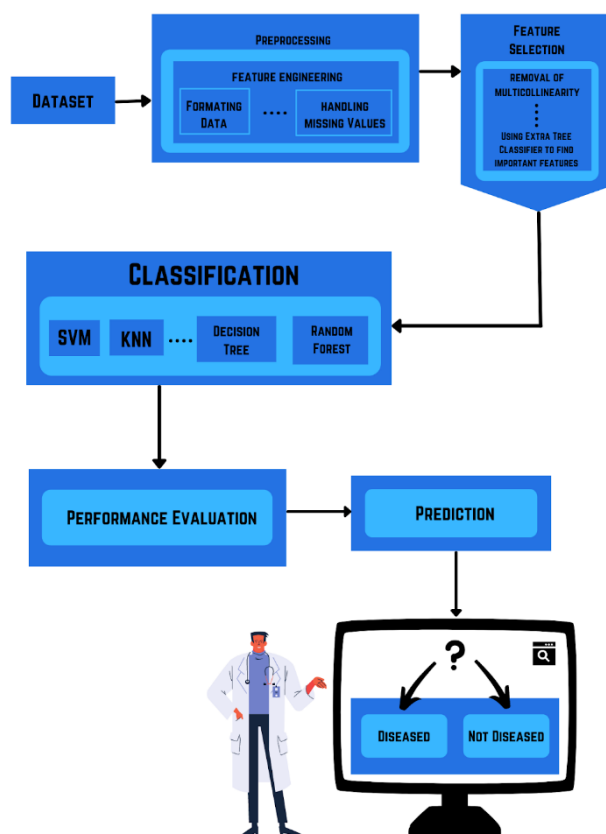 Dataset
Preprocessing
Feature engineering
Formating
Data
....
Handling
missing Values
Feature
Selection
Removal of
Multicollinearity
Using Extra Tree
Classifier to find
important features
Classification
SVM
KNN
....
Decision
Tree
Random
Forest
Performance Evaluation
Prediction
?
Diseased
Not Diseased